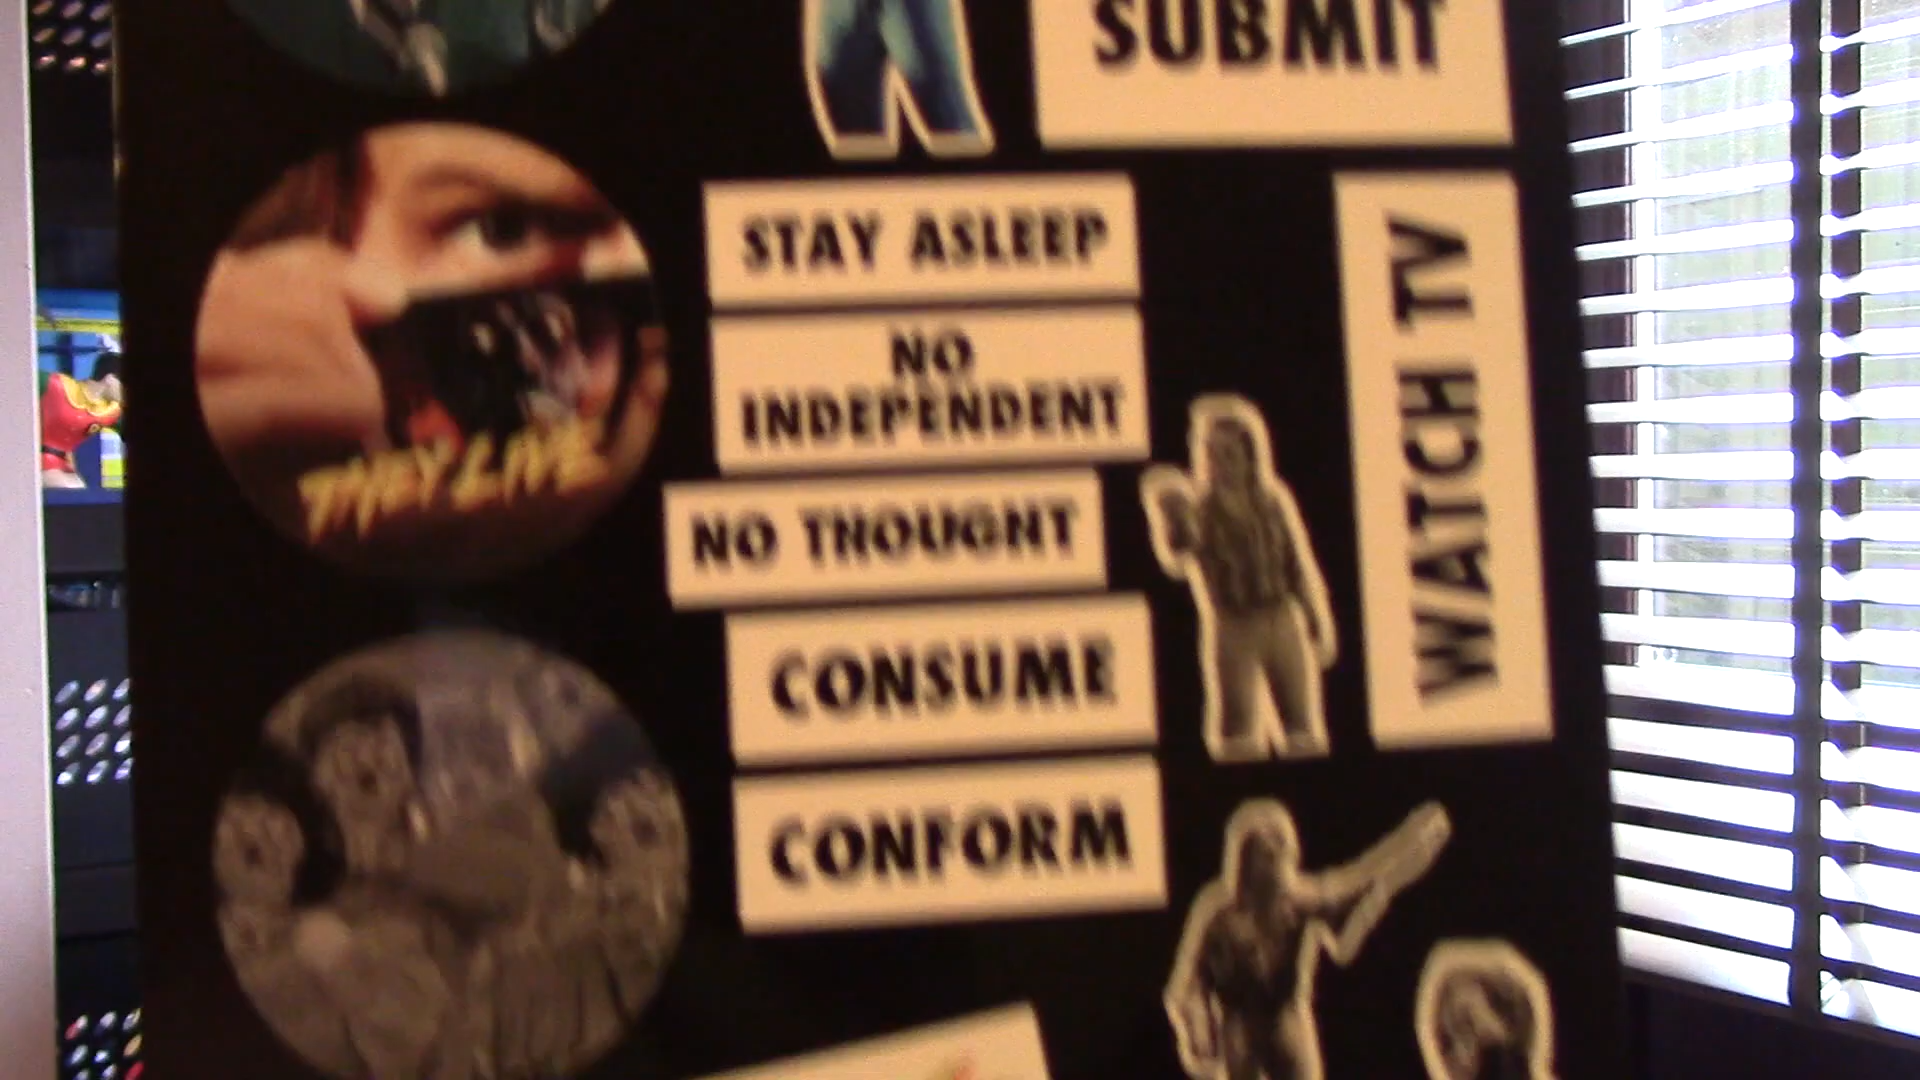 SUBMIT
STAY ASLEEP
NO
INDEPENDENT
NO THOUGHT
CONSUME
CONFORM
WATCH TV
THEY LIVE